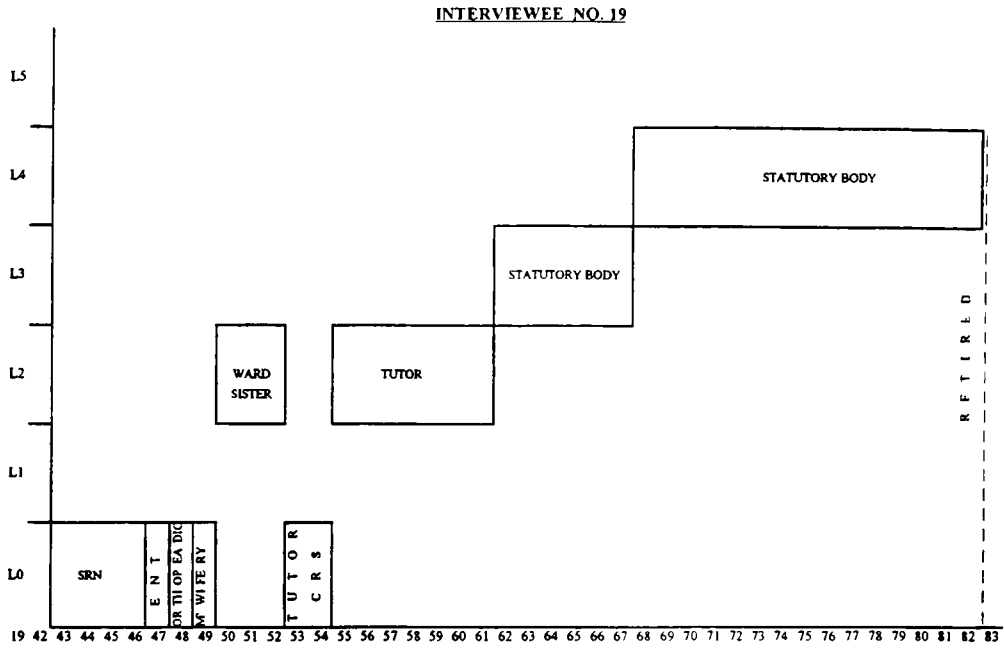 INTERVIEWEE NO. 19
L5
L4
STATUTORY BODY
L3
STATUTORY BODY
L2
WARD
SISTER
TUTOR
RETIRED
L1
L0
SRN
ENT
ORTHOPEADIC
M'WIFERY
TUTOR
CRS
19 42 43 44 45 46 47 48 49 50 51 52 53 54 55 56 57 58 59 60 61 62 63 64 65 66 67 68 69 70 71 72 73 74 75 76 77 78 79 80 81 82 83